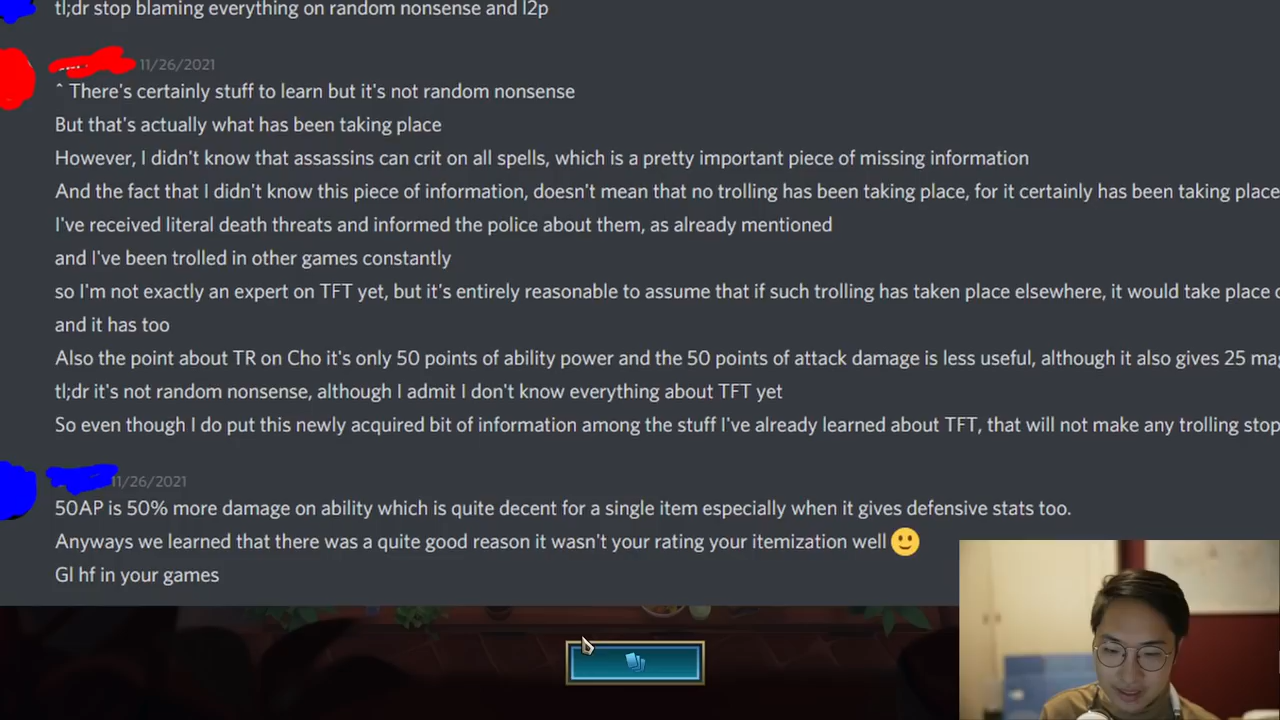 tl;dr stop blaming everything on random nonsense and l2p
11/26/2021
^ There's certainly stuff to learn but it's not random nonsense
But that's actually what has been taking place
However, I didn't know that assassins can crit on all spells, which is a pretty important piece of missing information
And the fact that I didn't know this piece of information, doesn't mean that no trolling has been taking place, for it certainly has been taking place
I've received literal death threats and informed the police about them, as already mentioned
and I've been trolled in other games constantly
so I'm not exactly an expert on TFT yet, but it's entirely reasonable to assume that if such trolling has taken place elsewhere, it would take place
and it has too
Also the point about TR on Cho it's only 50 points of ability power and the 50 points of attack damage is less useful, although it also gives 25
tl;dr it's not random nonsense, although I admit I don't know everything about TFT yet
So even though I do put this newly acquired bit of information among the stuff I've already learned about TFT, that will not make any trolling stop
11/26/2021
50AP is 50% more damage on ability which is quite decent for a single item especially when it gives defensive stats too.
Anyways we learned that there was a quite good reason it wasn't your rating your itemization well 🙂
Gl hf in your games